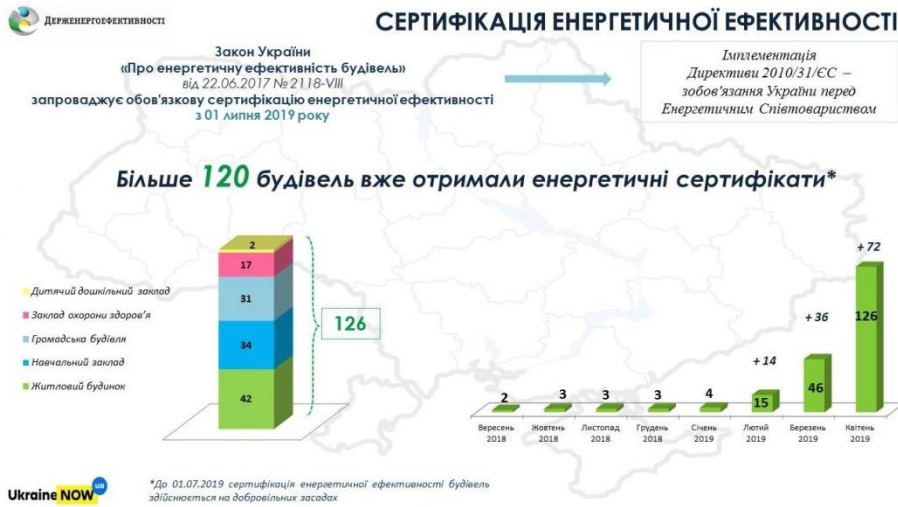 ДЕРЖЕНЕРГОЕФЕКТИВНОСТІ
СЕРТИФІКАЦІЯ ЕНЕРГЕТИЧНОЇ ЕФЕКТИВНОСТІ
Закон України
«Про енергетичну ефективність будівель»
від 22.06.2017 № 2118-VIII
запроваджує обов'язкову сертифікацію енергетичної ефективності
з 01 липня 2019 року
Імплементація
Директиви 2010/31/ЄС –
зобов'язання України перед
Енергетичним Співтовариством
Більше 120 будівель вже отримали енергетичні сертифікати*
Дитячий дошкільний заклад
Заклад охорони здоров'я
Громадська будівля
Навчальний заклад
Житловий будинок
2
17
31
34
42
126
+ 72
+ 36
+ 14
2
3
3
3
4
15
46
126
Вересень 2018
Жовтень 2018
Листопад 2018
Грудень 2018
Січень 2019
Лютий 2019
Березень 2019
Квітень 2019
Ukraine NOW ua
*До 01.07.2019 сертифікація енергетичної ефективності будівель
здійснюється на добровільних засадах